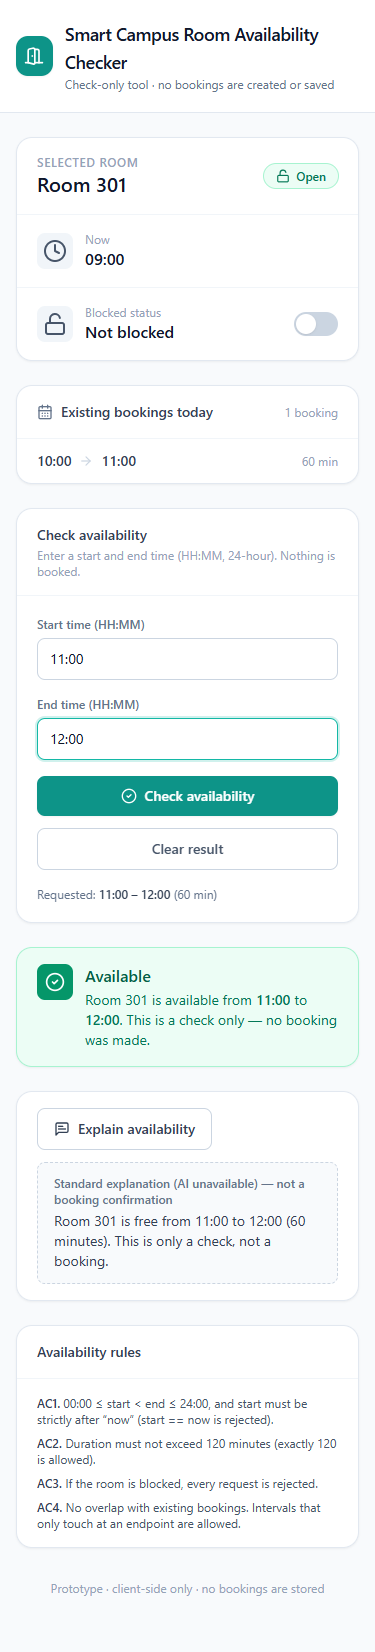 Smart Campus Room Availability
Checker
Check-only tool · no bookings are created or saved
SELECTED ROOM
Room 301
Open
Now
09:00
Blocked status
Not blocked
Existing bookings today
1 booking
10:00 → 11:00
60 min
Check availability
Enter a start and end time (HH:MM, 24-hour). Nothing is
booked.
Start time (HH:MM)
11:00
End time (HH:MM)
12:00
Check availability
Clear result
Requested: 11:00 – 12:00 (60 min)
Available
Room 301 is available from 11:00 to
12:00. This is a check only — no booking
was made.
Explain availability
Standard explanation (AI unavailable) — not a
booking confirmation
Room 301 is free from 11:00 to 12:00 (60
minutes). This is only a check, not a
booking.
Availability rules
AC1. 00:00 ≤ start < end ≤ 24:00, and start must be
strictly after “now” (start == now is rejected).
AC2. Duration must not exceed 120 minutes (exactly 120
is allowed).
AC3. If the room is blocked, every request is rejected.
AC4. No overlap with existing bookings. Intervals that
only touch at an endpoint are allowed.
Prototype · client-side only · no bookings are stored